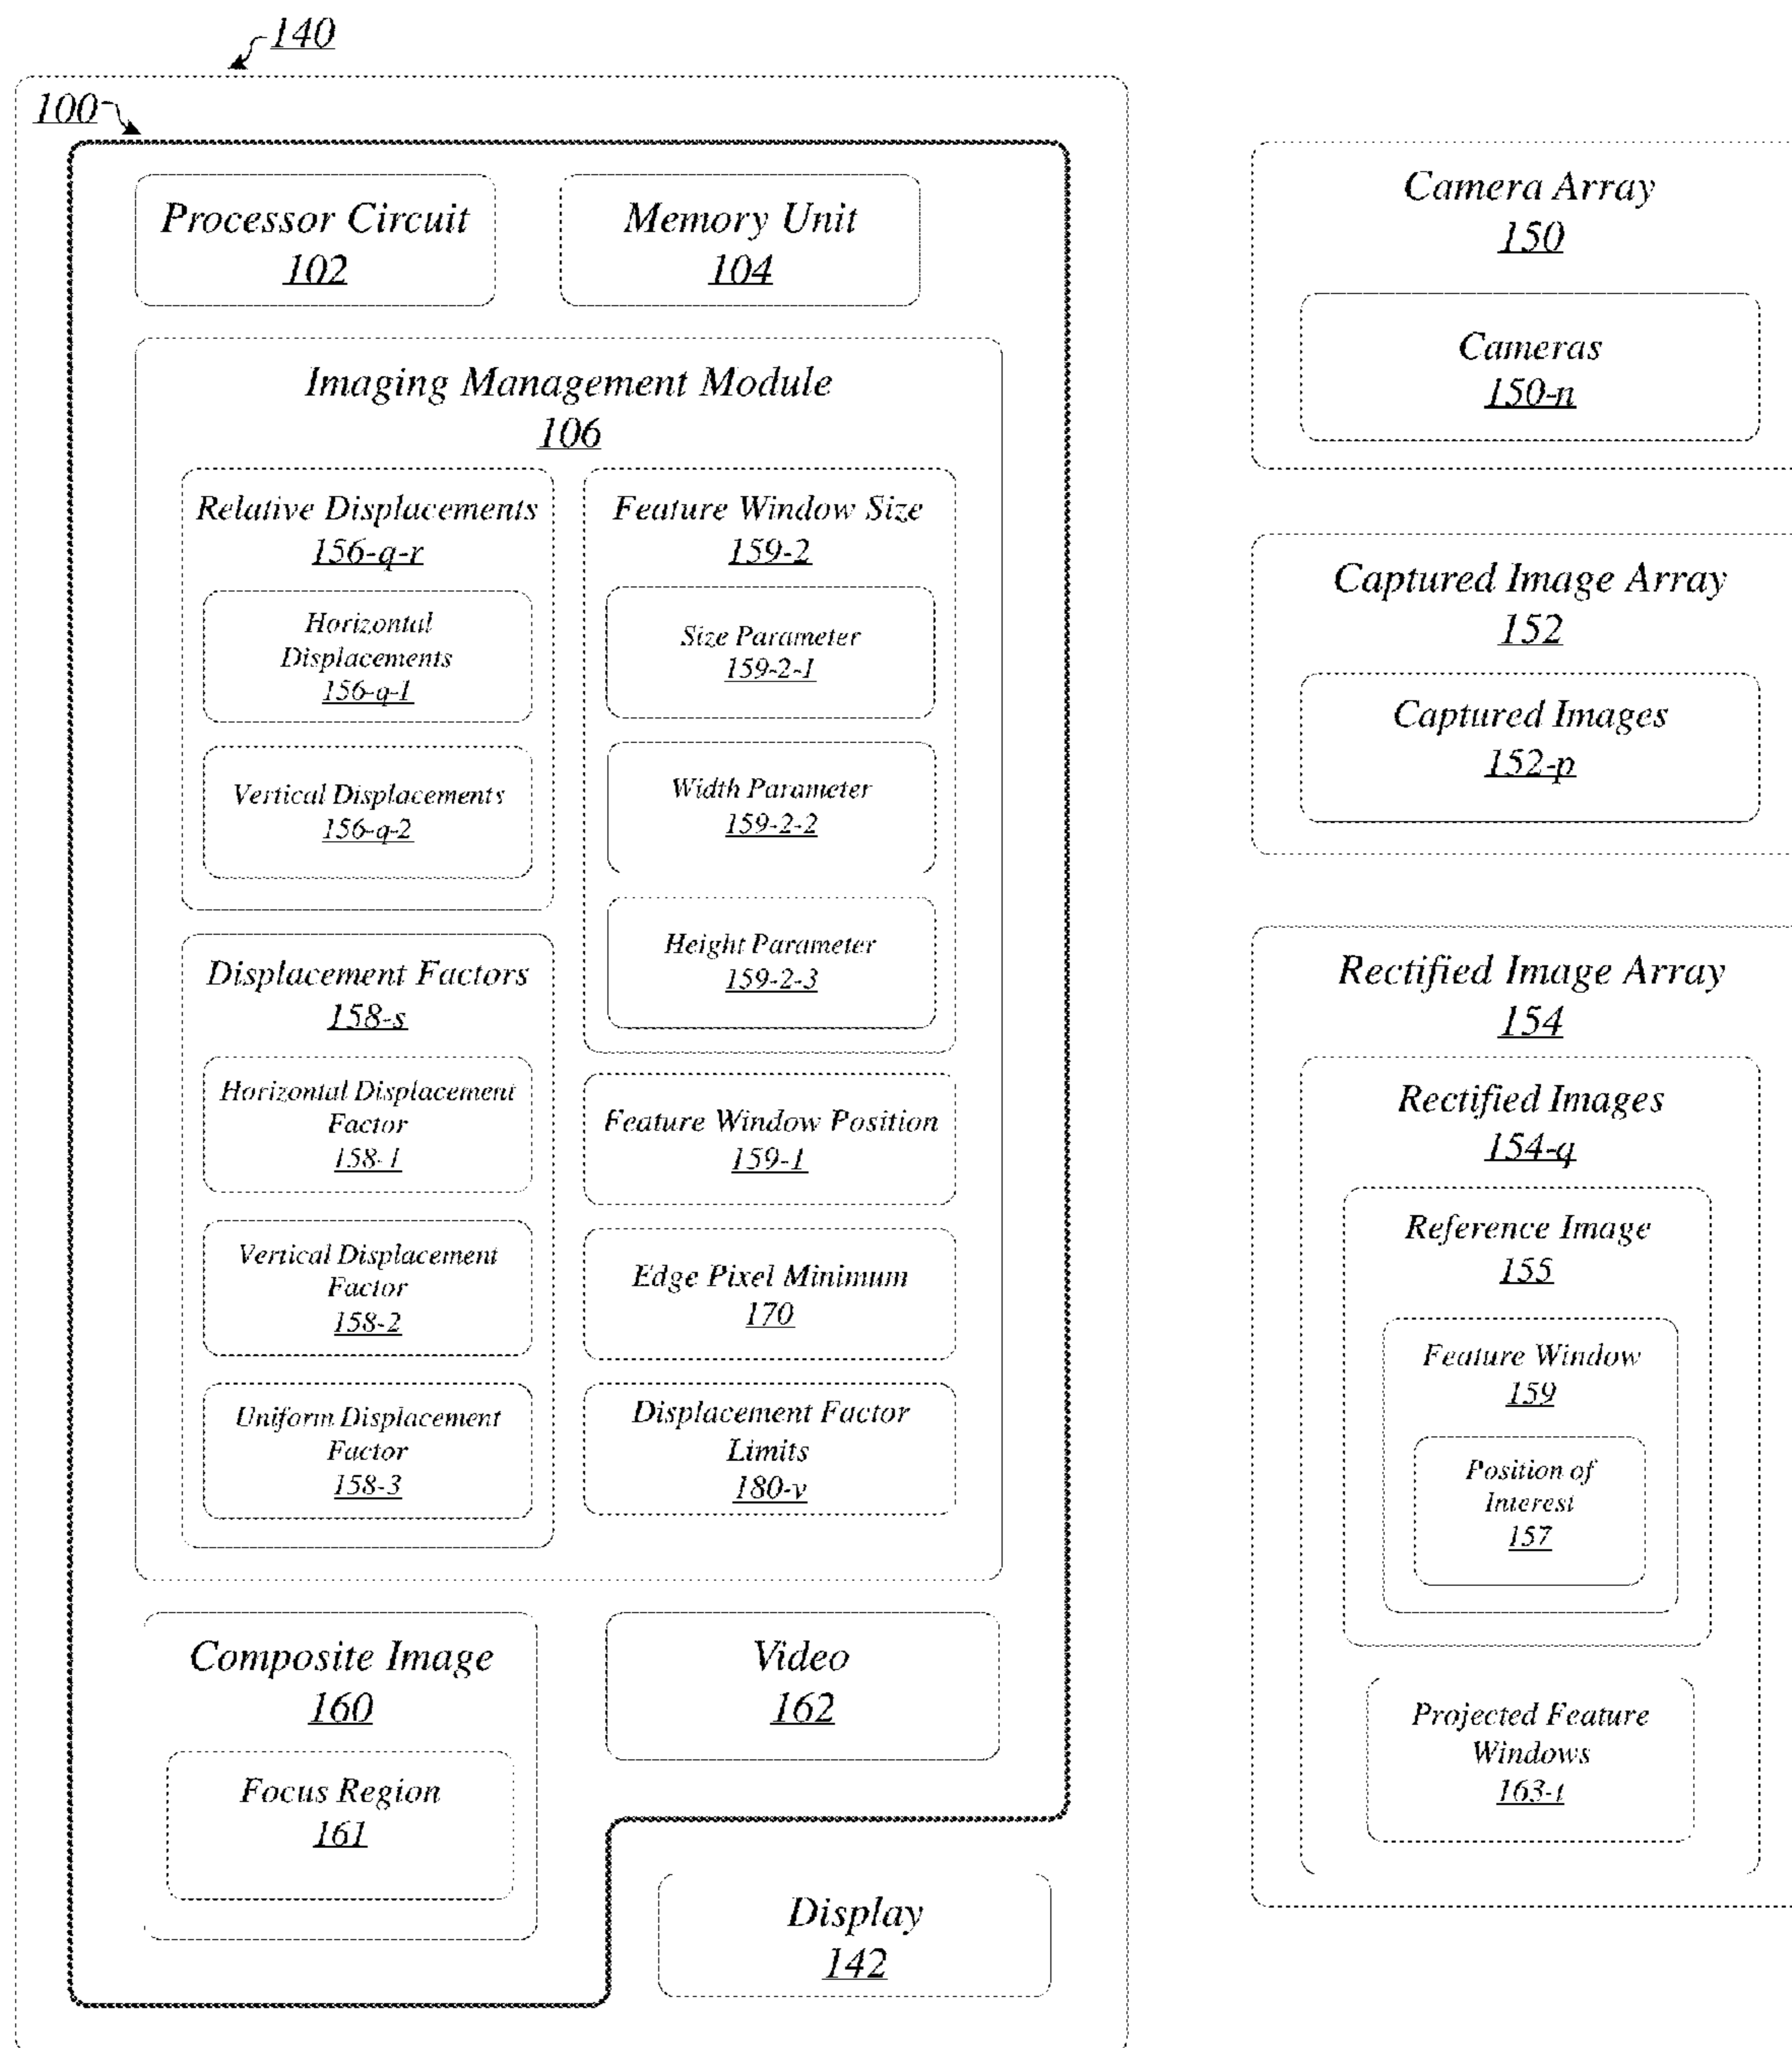 140
100
Processor Circuit
102
Memory Unit
104
Imaging Management Module
106
Relative Displacements
156-q-r
Horizontal
Displacements
156-q-1
Vertical Displacements
156-q-2
Displacement Factors
158-s
Horizontal Displacement
Factor
158-1
Vertical Displacement
Factor
158-2
Uniform Displacement
Factor
158-3
Feature Window Size
159-2
Size Parameter
159-2-1
Width Parameter
159-2-2
Height Parameter
159-2-3
Feature Window Position
159-1
Edge Pixel Minimum
170
Displacement Factor
Limits
180-v
Composite Image
160
Focus Region
161
Video
162
Display
142
Camera Array
150
Cameras
150-n
Captured Image Array
152
Captured Images
152-p
Rectified Image Array
154
Rectified Images
154-q
Reference Image
155
Feature Window
159
Position of
Interest
157
Projected Feature
Windows
163-t